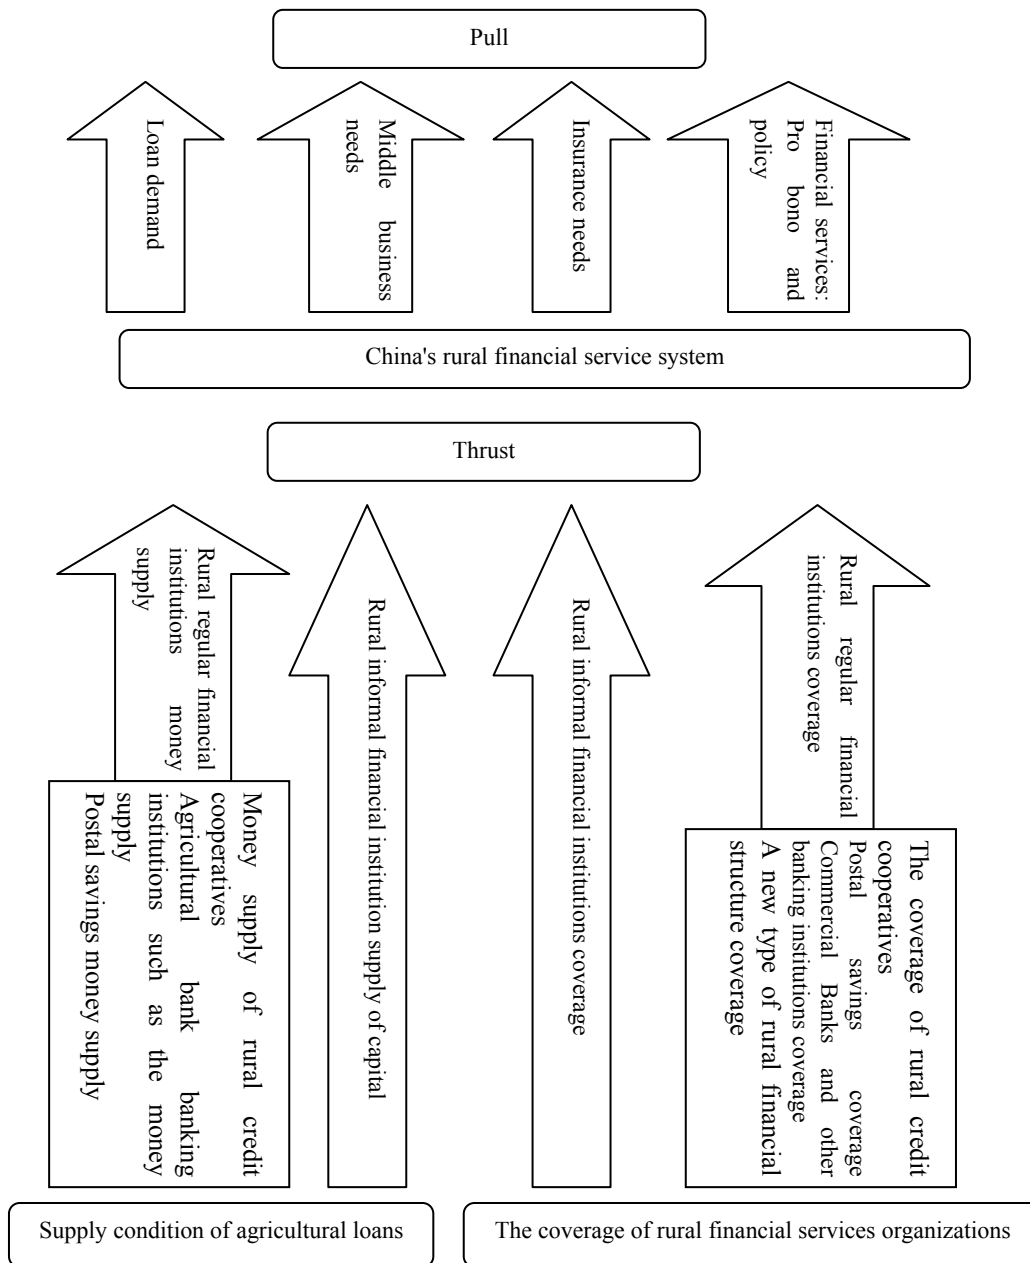 Pull
Loan demand
Middle business
needs
Insurance needs
Financial services:
Pro bono and
policy
China's rural financial service system
Thrust
Rural regular financial
institutions money
supply
Rural informal financial institution supply of capital
Rural informal financial institutions coverage
Rural regular financial
institutions coverage
Money supply of rural credit
cooperatives
Agricultural bank banking
institutions such as the money
supply
Postal savings money supply
The coverage of rural credit
cooperatives
Postal savings coverage
Commercial Banks and other
banking institutions coverage
A new type of rural financial
structure coverage
Supply condition of agricultural loans
The coverage of rural financial services organizations